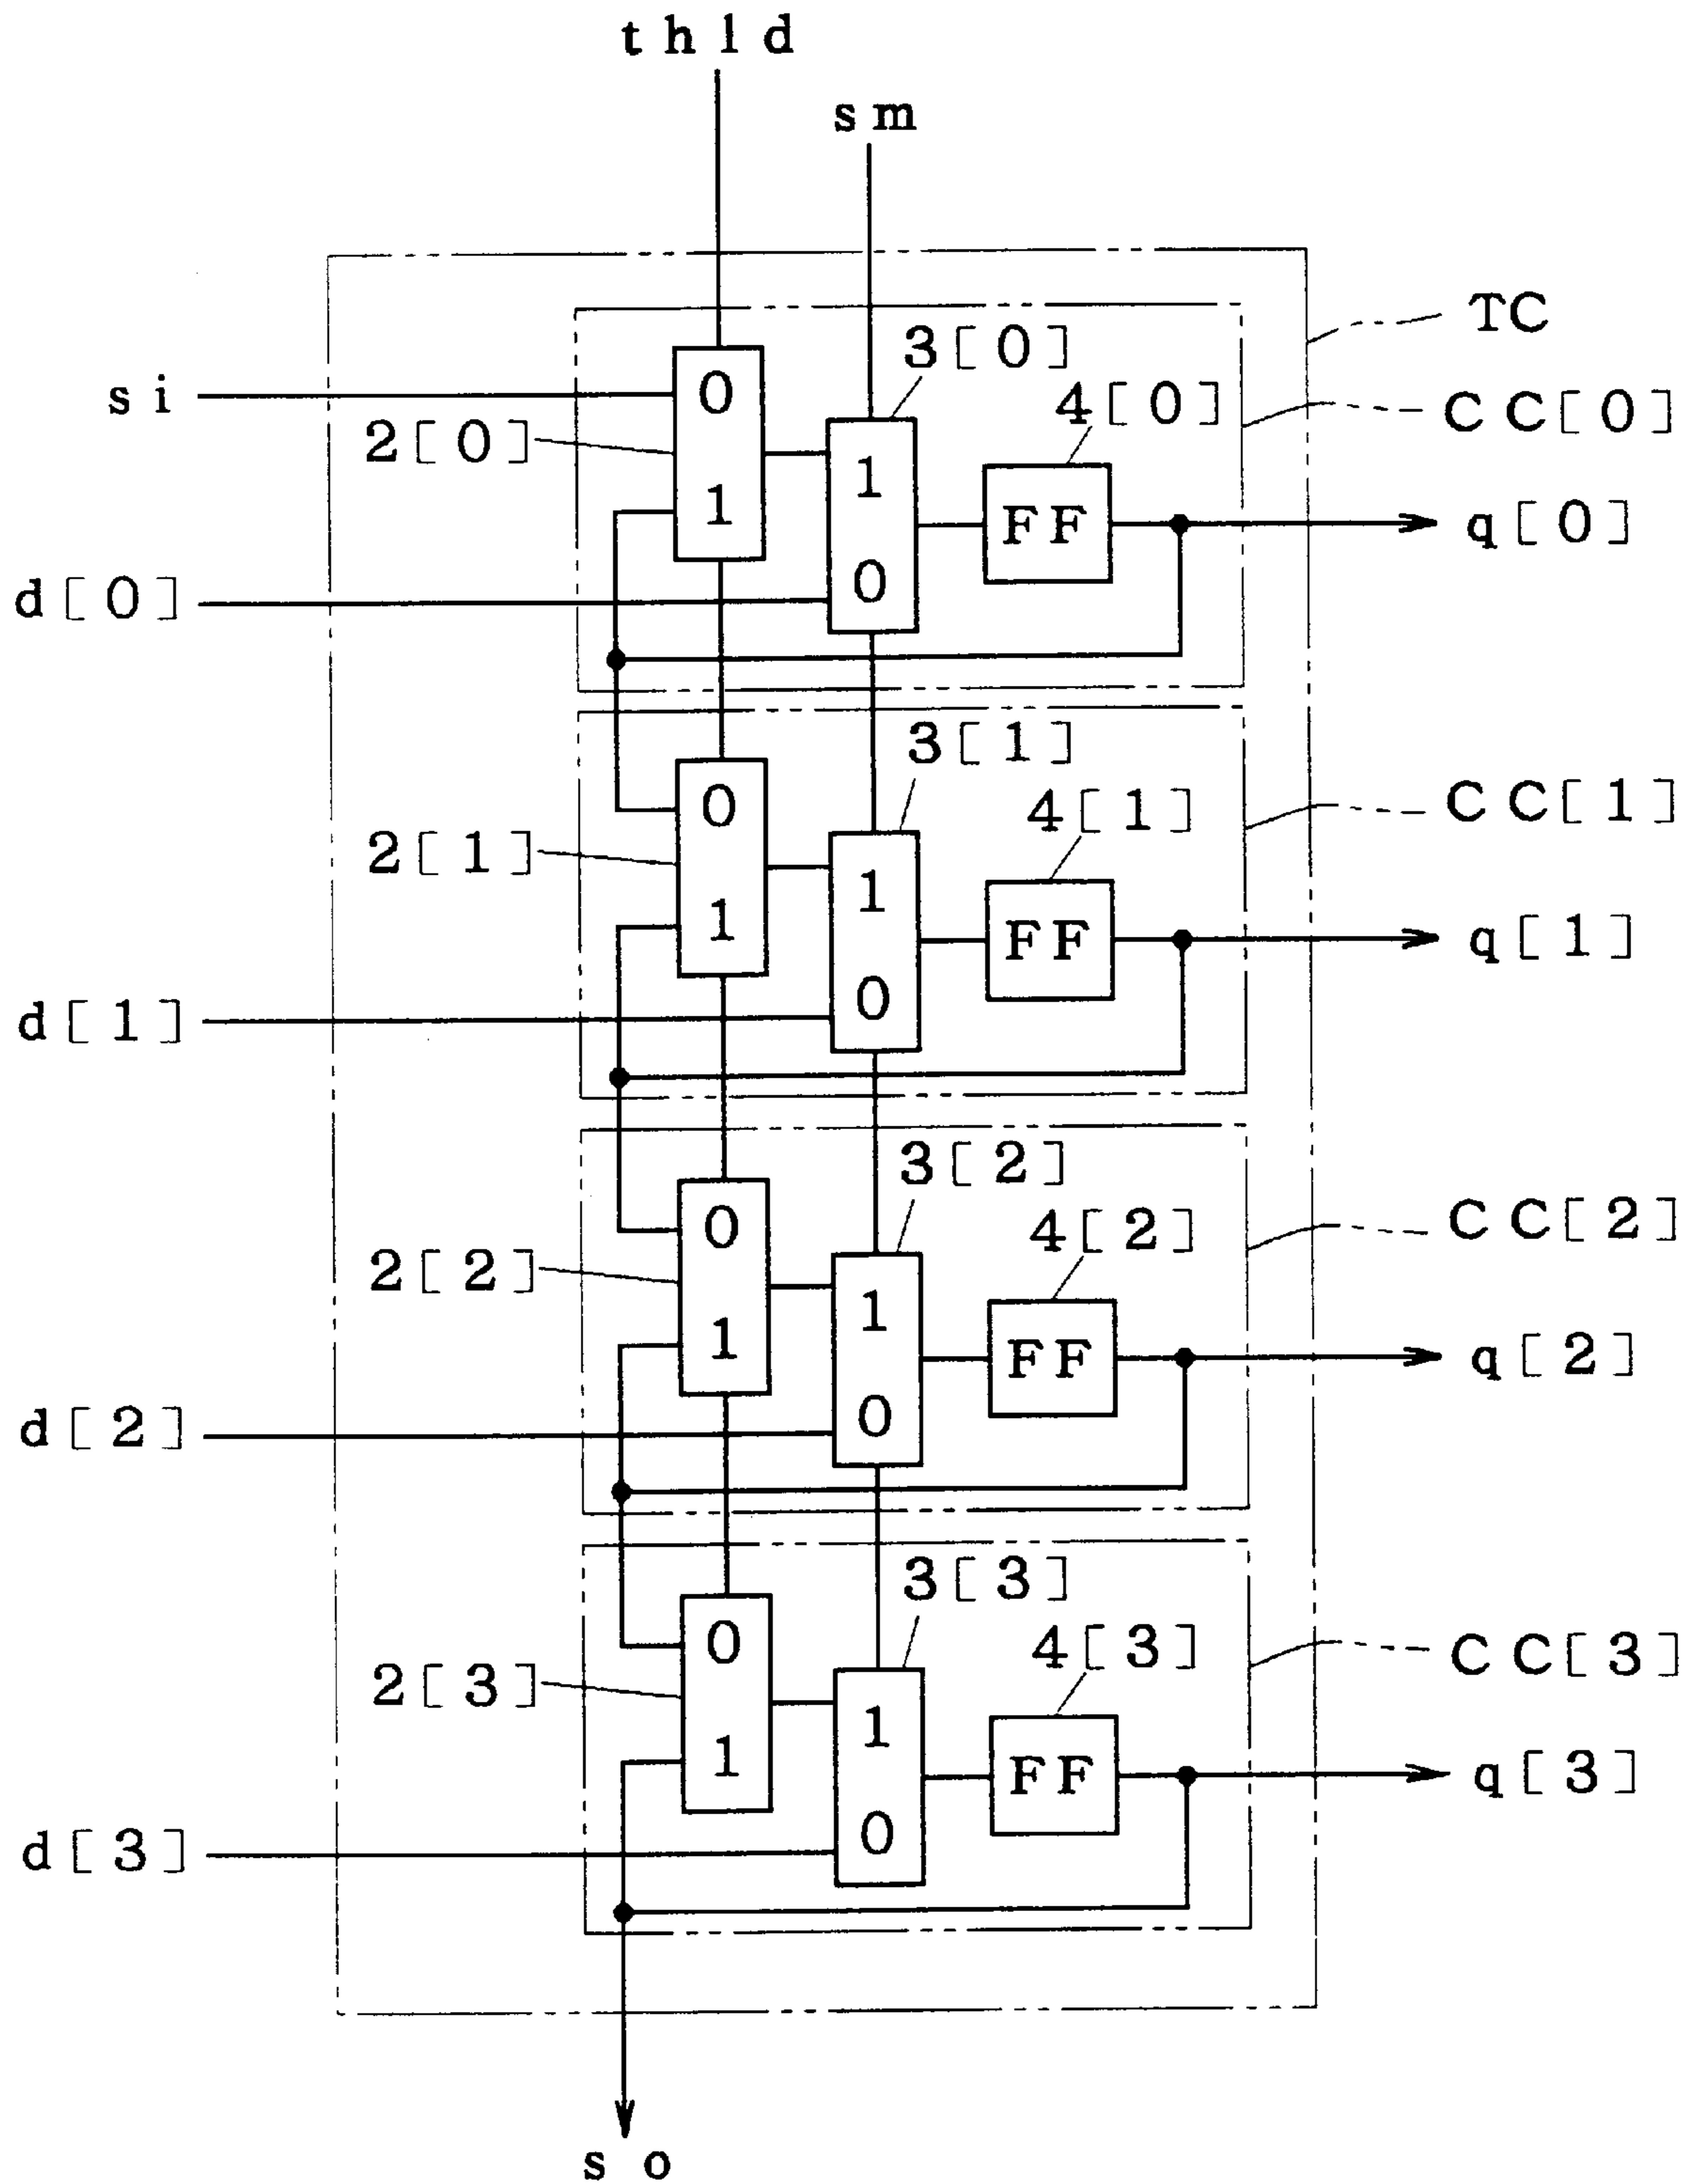 thld
sm
TC
3[0]
si
0
4[0]
CC[0]
2[0]
1
1
FF
q[0]
0
d[0]
3[1]
0
4[1]
CC[1]
2[1]
1
1
FF
q[1]
0
d[1]
3[2]
0
4[2]
CC[2]
2[2]
1
1
FF
q[2]
0
d[2]
3[3]
0
4[3]
CC[3]
2[3]
1
1
FF
q[3]
0
d[3]
so